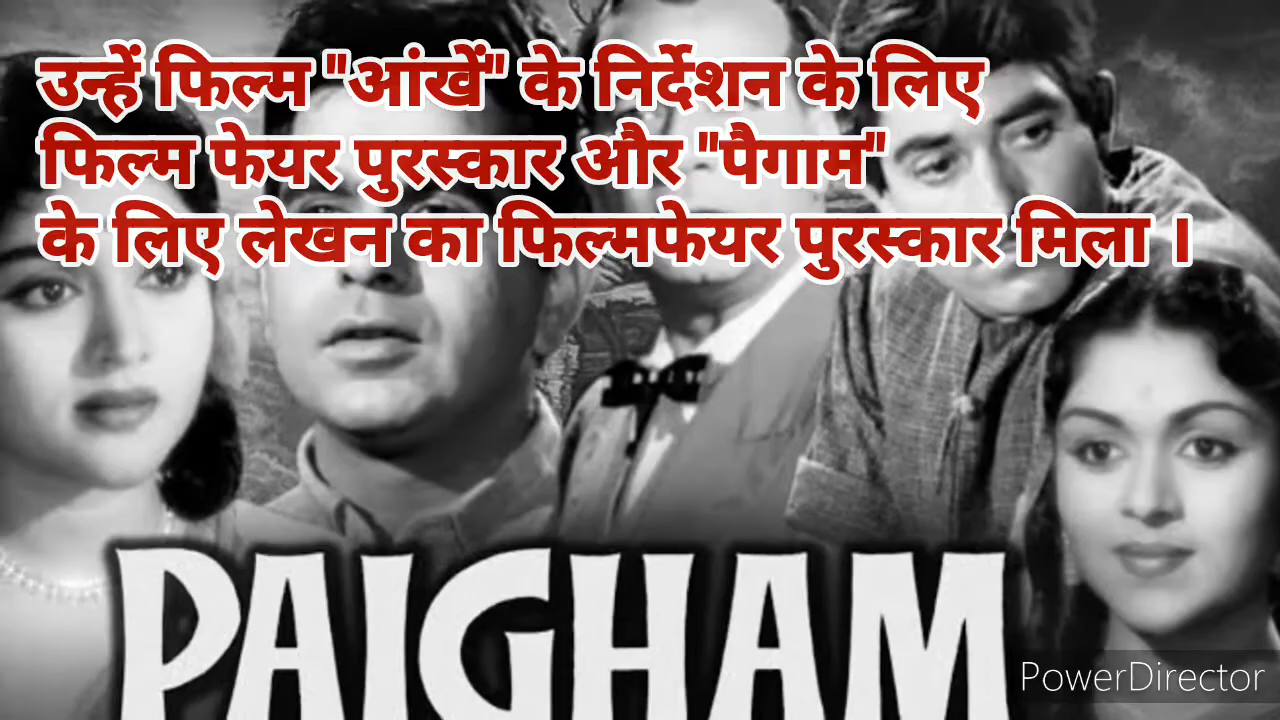 उन्हें फिल्म "आंखें" के निर्देशन के लिए
फिल्म फेयर पुरस्कार और "पैगाम"
के लिए लेखन का फिल्मफेयर पुरस्कार मिला ।
PAIGHAM
PowerDirector